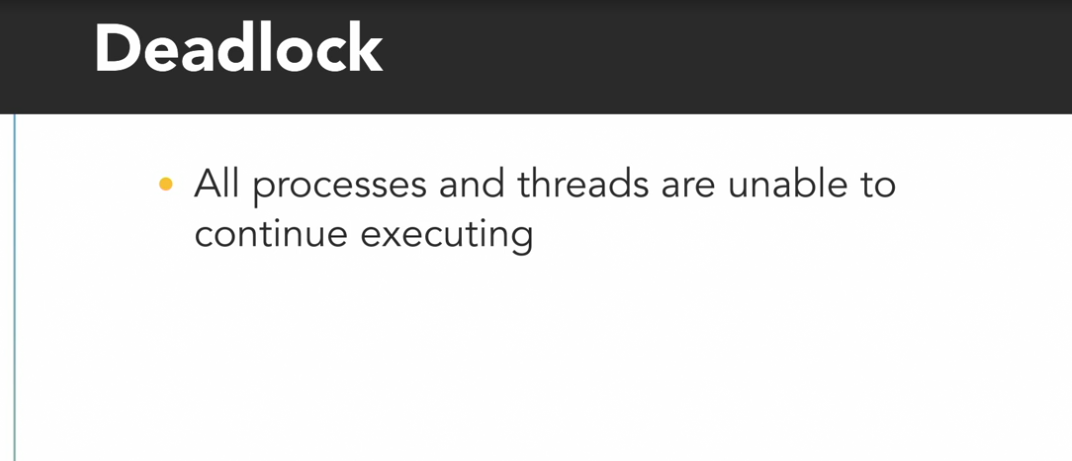 Deadlock
All processes and threads are unable to
continue executing